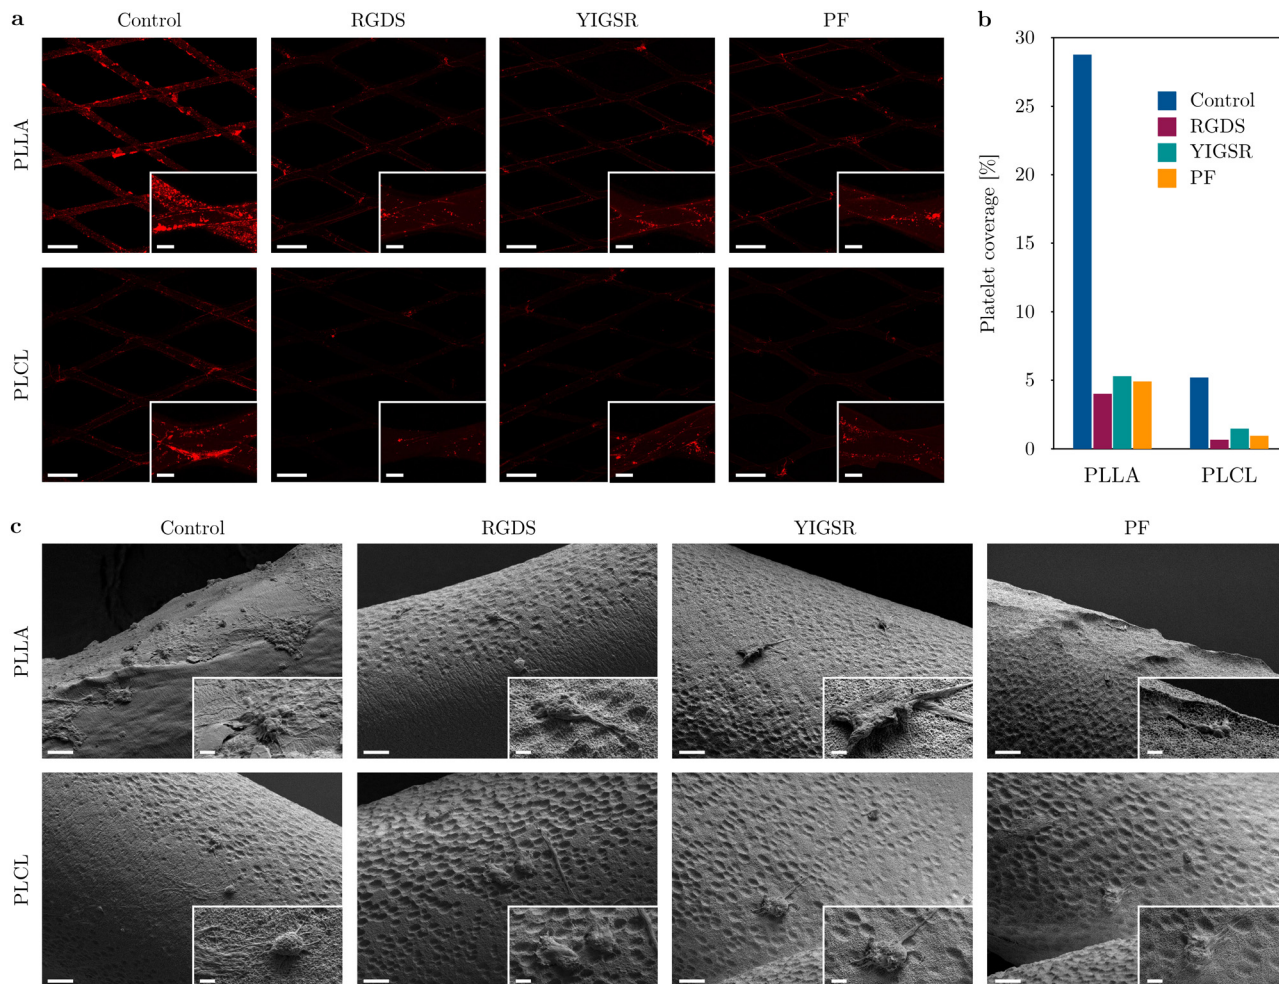 a
Control RGDS YIGSR PF
PLLA
PLCL
b
30
25
20
15
10
5
0
Platelet coverage [%]
Control
RGDS
YIGSR
PF
PLLA PLCL
c
Control RGDS YIGSR PF
PLLA
PLCL